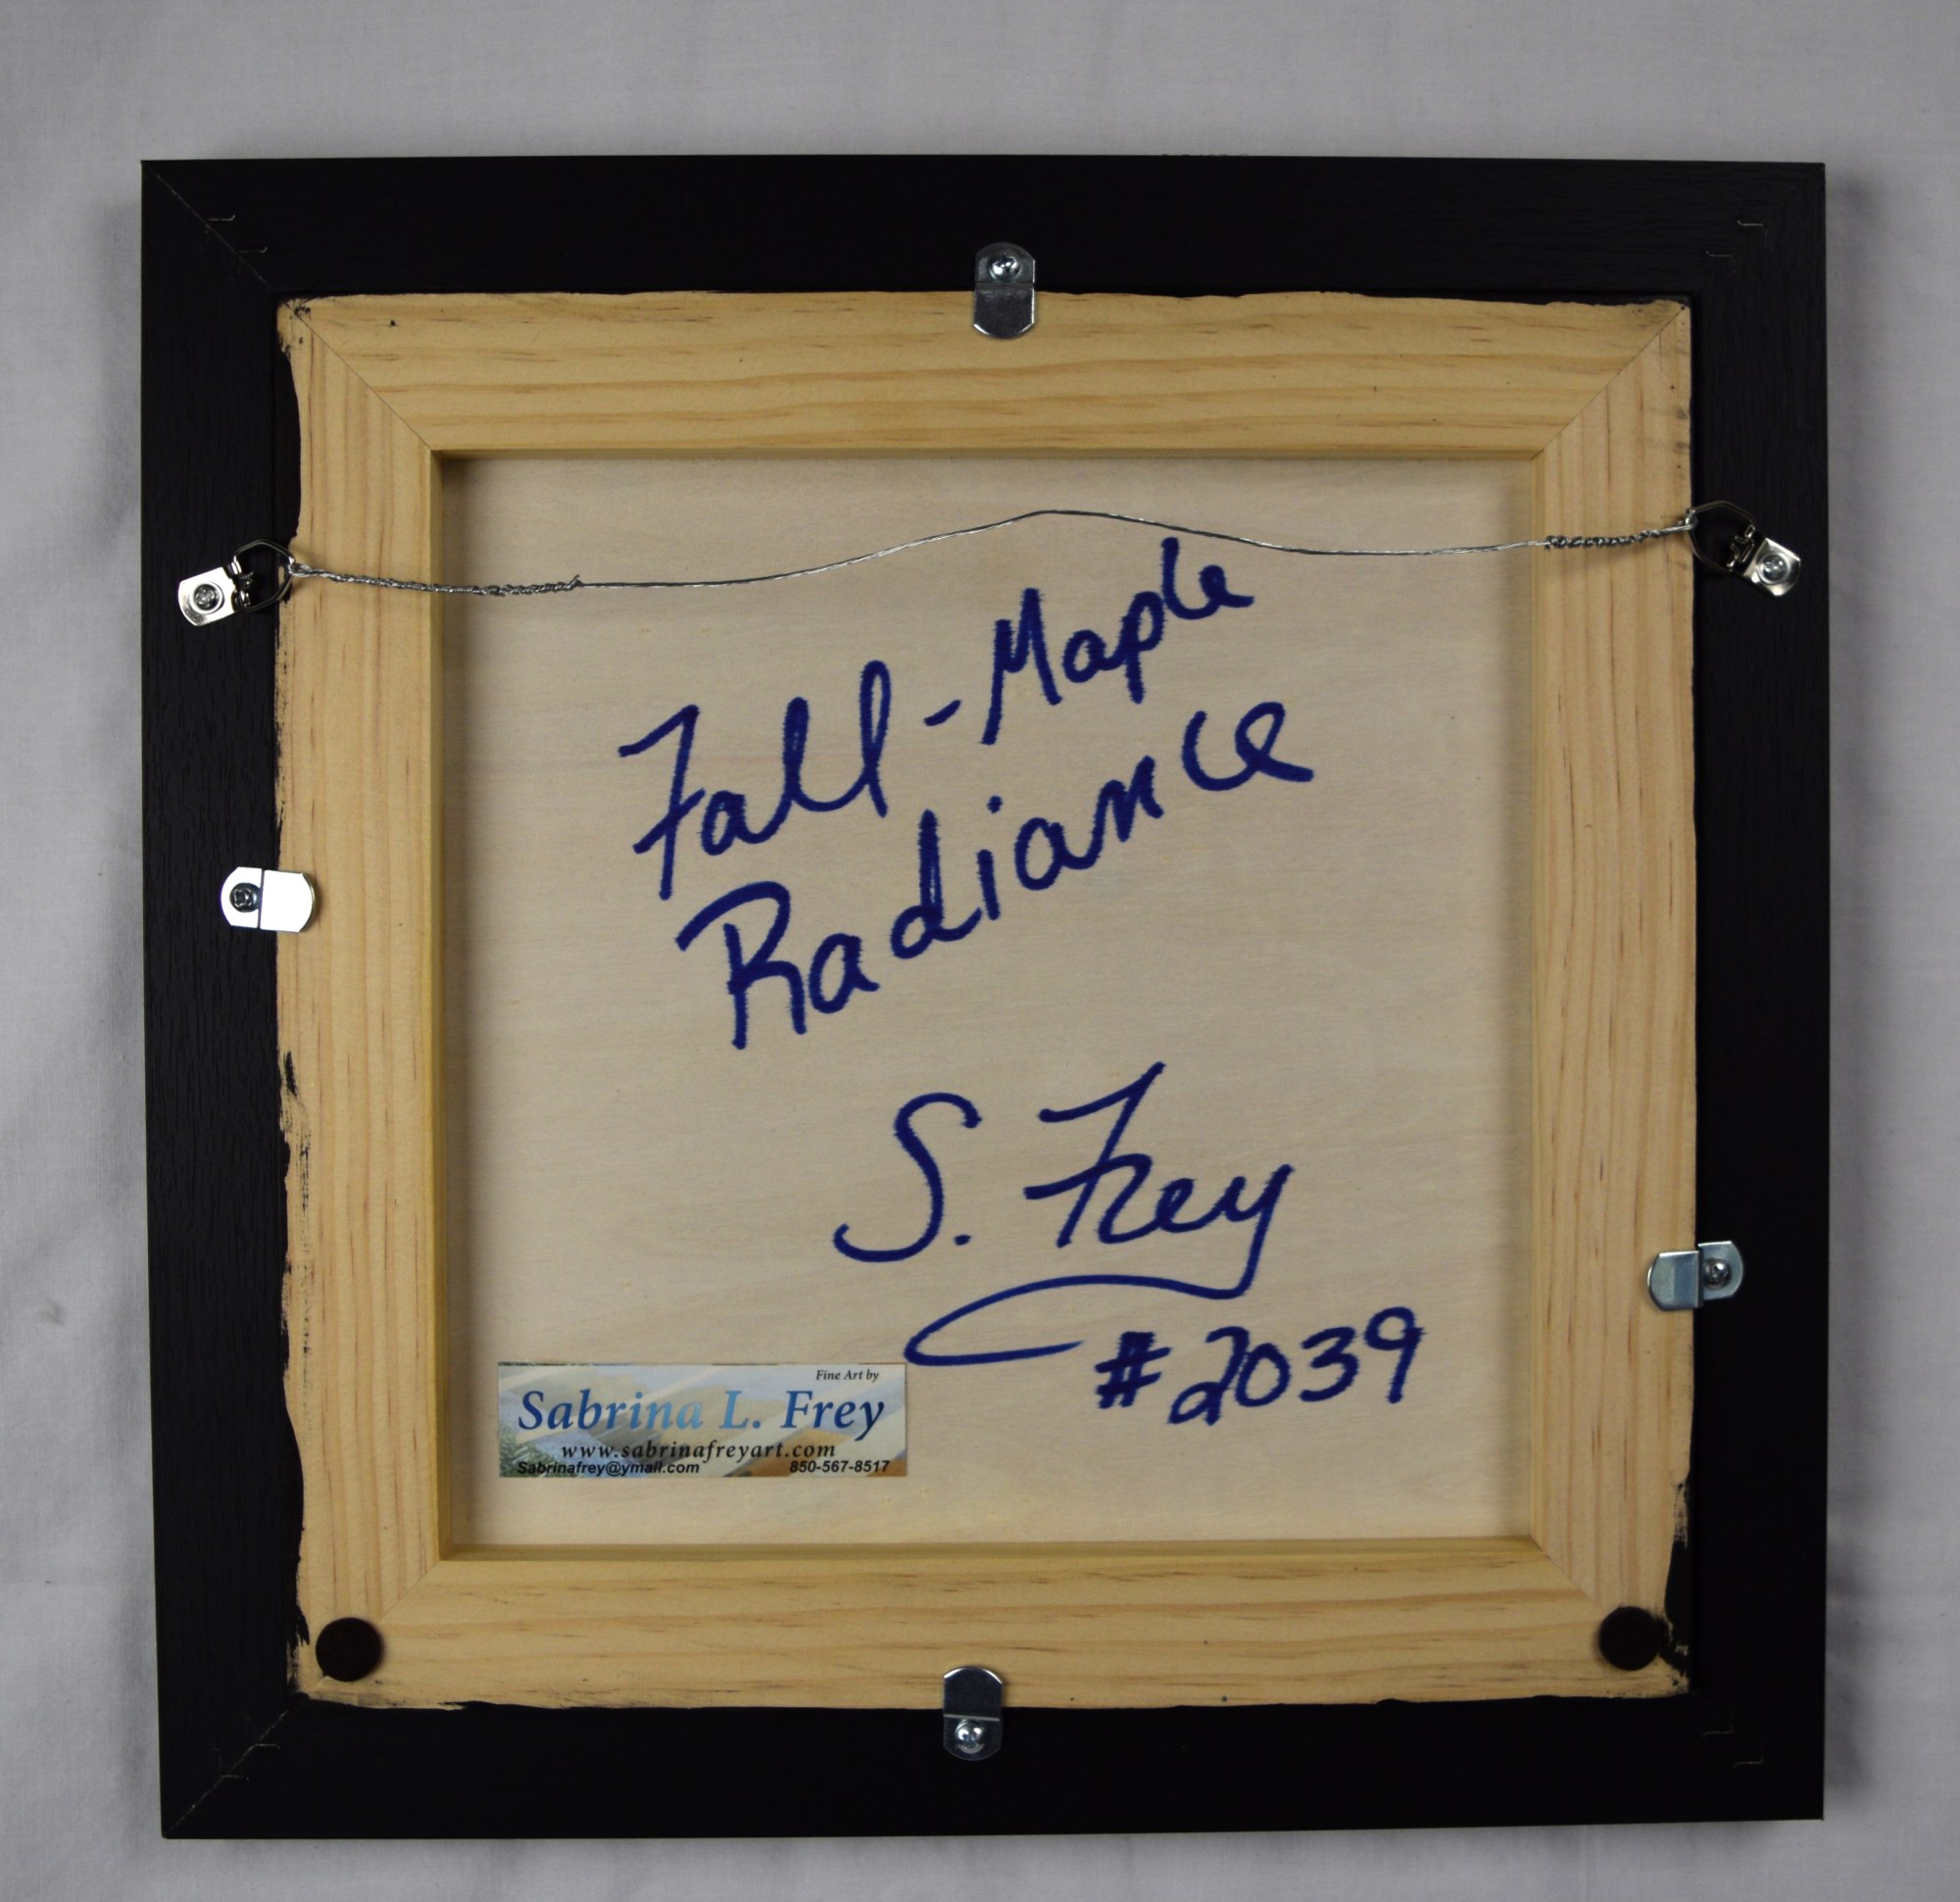 Fall-Maple
Radiance
S. Frey
#2039
Fine Art by
Sabrina L. Frey
www.sabrinafreyart.com
Sabrinafrey@ymail.com 850-567-8517